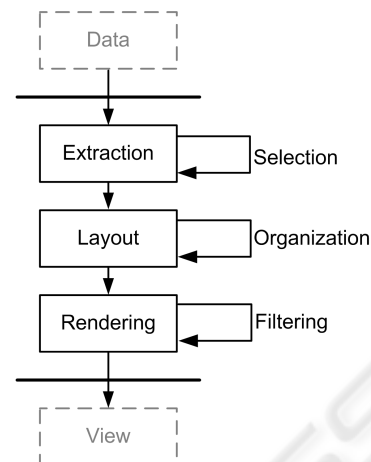 Data
Extraction
Selection
Layout
Organization
Rendering
Filtering
View